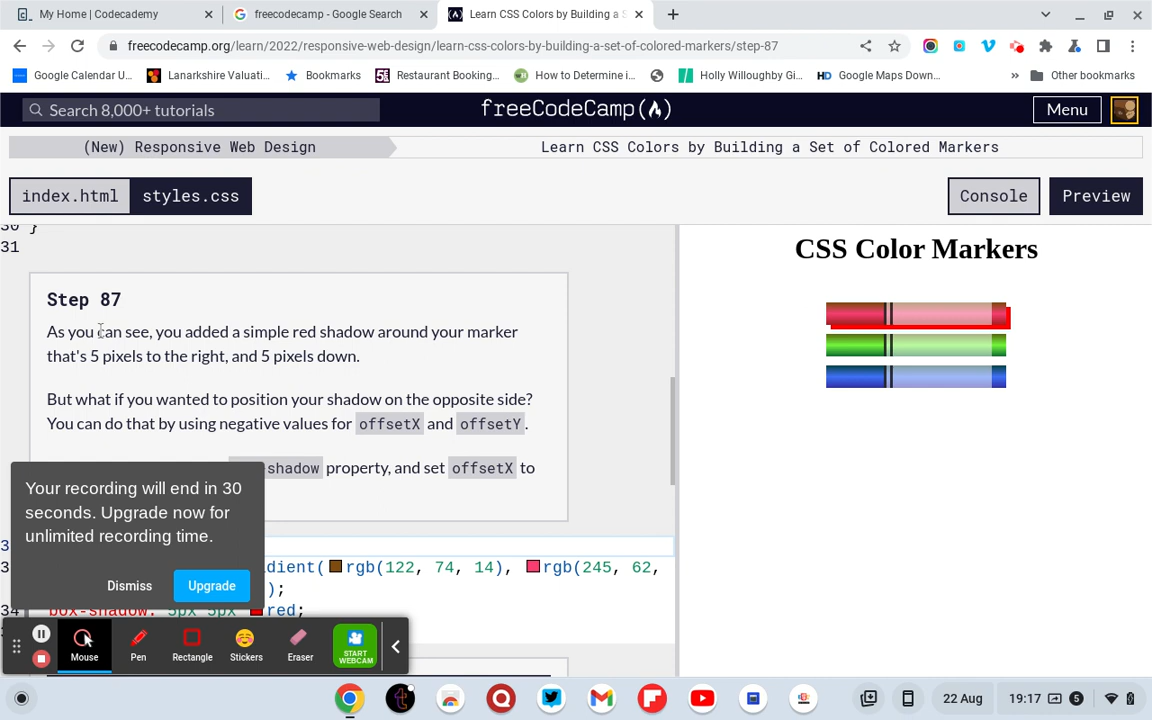 My Home | Codecademy
freecodecamp - Google Search
Learn CSS Colors by Building a S
freecodecamp.org/learn/2022/responsive-web-design/learn-css-colors-by-building-a-set-of-colored-markers/step-87
Google Calendar U...
Lanarkshire Valuati...
Bookmarks
Restaurant Booking...
How to Determine i...
Holly Willoughby Gi...
HD Google Maps Down...
»
Other bookmarks
Search 8,000+ tutorials
freeCodeCamp
Menu
(New) Responsive Web Design
Learn CSS Colors by Building a Set of Colored Markers
index.html
styles.css
Console
Preview
30 }
31
Step 87
As you can see, you added a simple red shadow around your marker
that's 5 pixels to the right, and 5 pixels down.
But what if you wanted to position your shadow on the opposite side?
You can do that by using negative values for offsetX and offsetY.
-shadow property, and set offsetX to
CSS Color Markers
Your recording will end in 30
seconds. Upgrade now for
unlimited recording time.
Dismiss
Upgrade
dient( rgb(122, 74, 14), rgb(245, 62,
);
34 box-shadow: 5px 5px red;
Mouse
Pen
Rectangle
Stickers
Eraser
START
WEBCAM
22 Aug
19:17
5